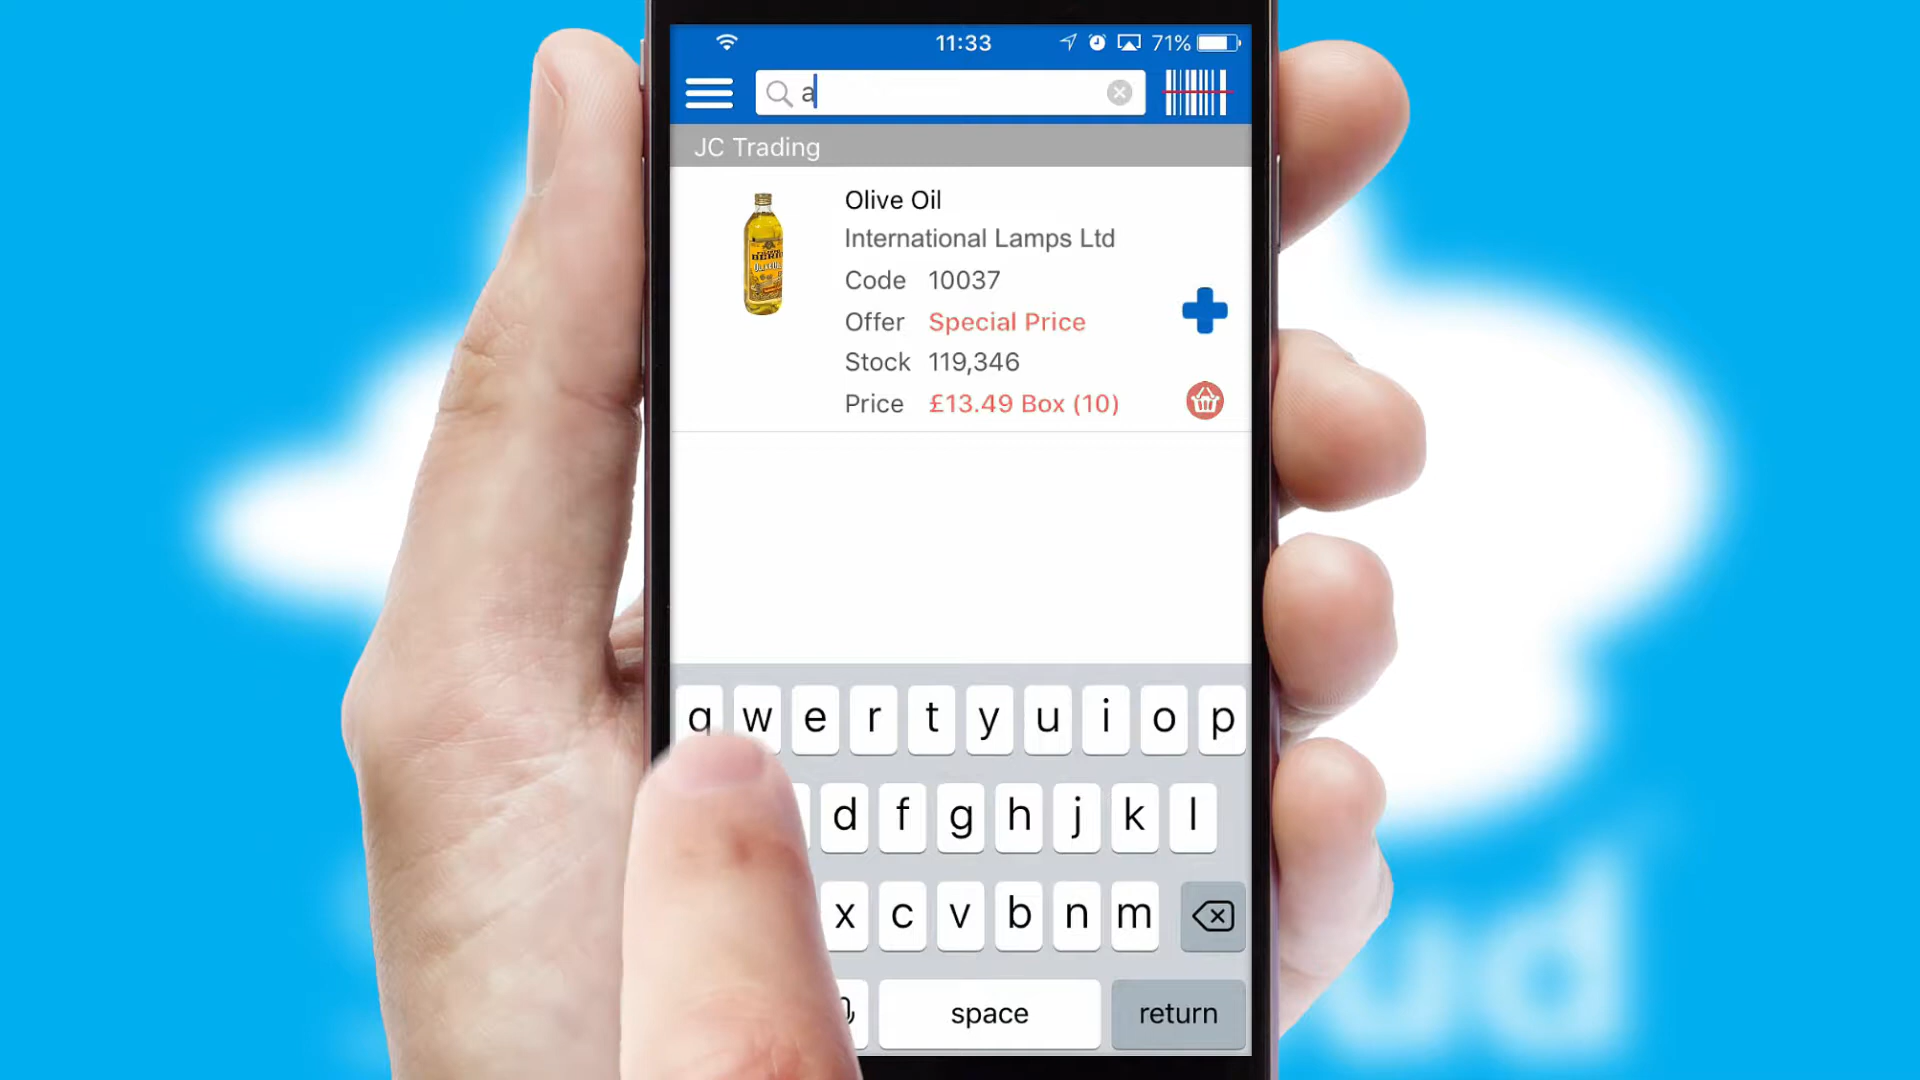 11:33 71%
a
JC Trading
Olive Oil
International Lamps Ltd
Code 10037
Offer Special Price
Stock 119,346
Price £13.49 Box (10)
q w e r t y u i o p
d f g h j k l
x c v b n m
space return
ud